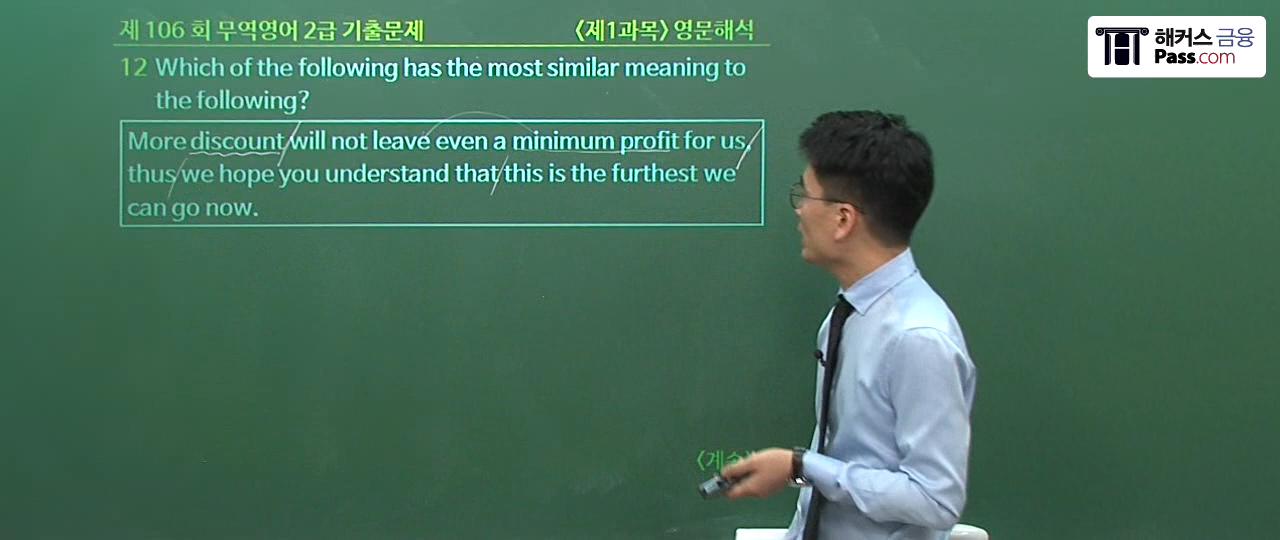 제 106 회 무역영어 2급 기출문제 〈제1과목〉 영문해석
해커스 금융
Pass.com
12 Which of the following has the most similar meaning to
the following?
More discount will not leave even a minimum profit for us,
thus we hope you understand that this is the furthest we
can go now.